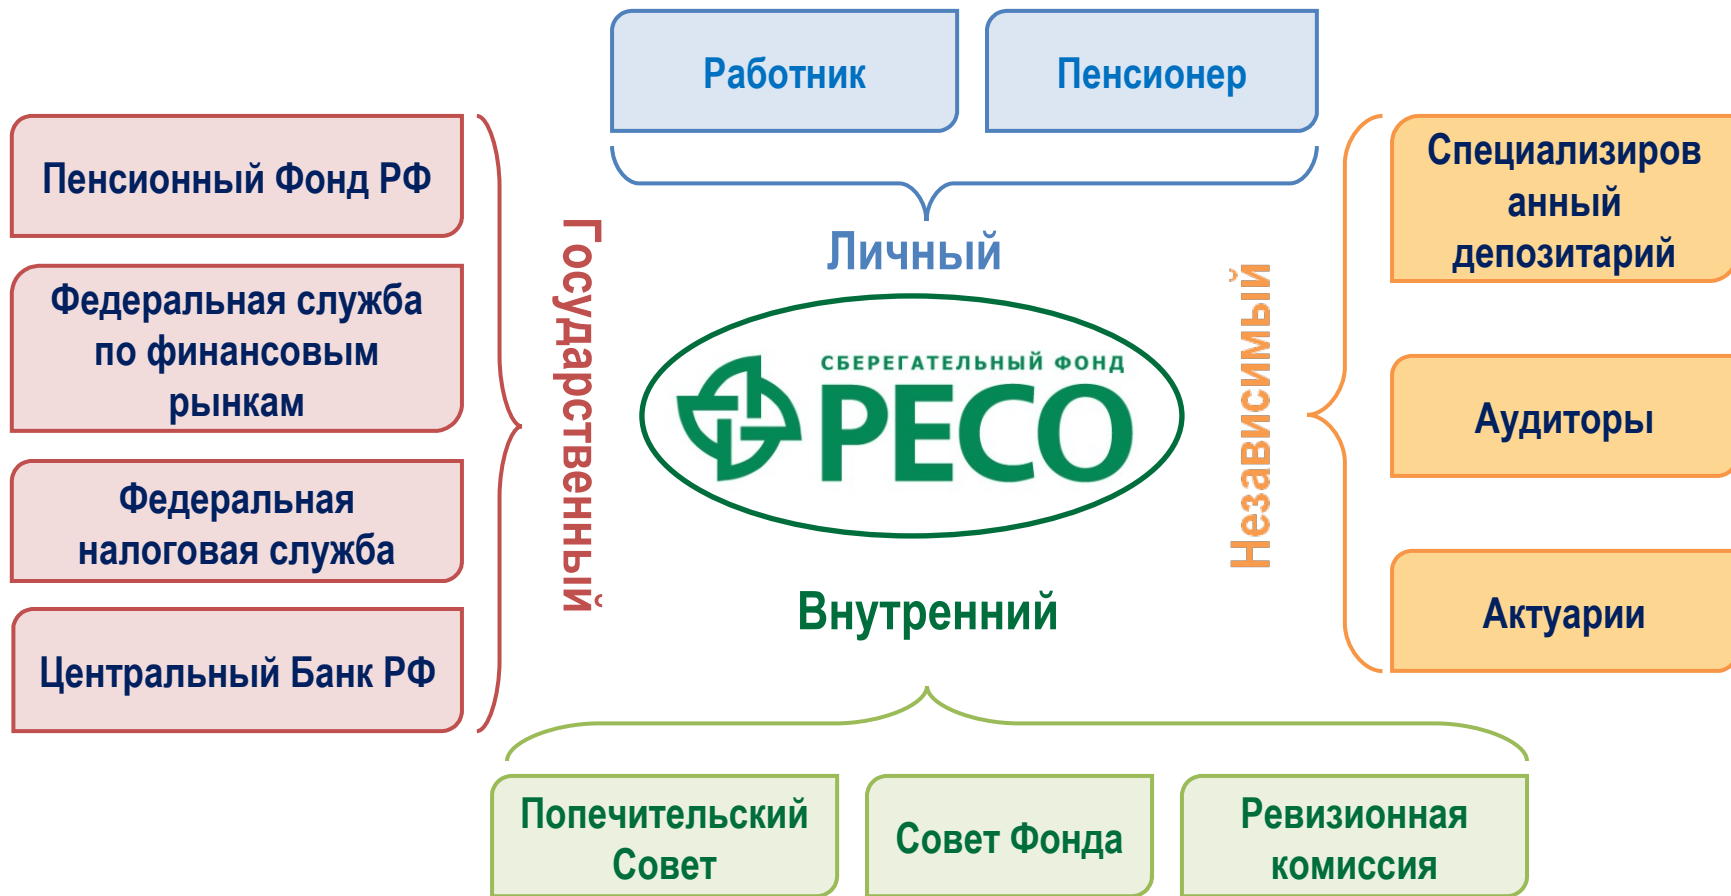 Работник
Пенсионер
Пенсионный Фонд РФ
Федеральная служба
по финансовым
рынкам
Федеральная
налоговая служба
Центральный Банк РФ
Государственный
Личный
СБЕРЕГАТЕЛЬНЫЙ ФОНД
РЕСО
Внутренний
Независимый
Специализиров
анный
депозитарий
Аудиторы
Актуарии
Попечительский
Совет
Совет Фонда
Ревизионная
комиссия